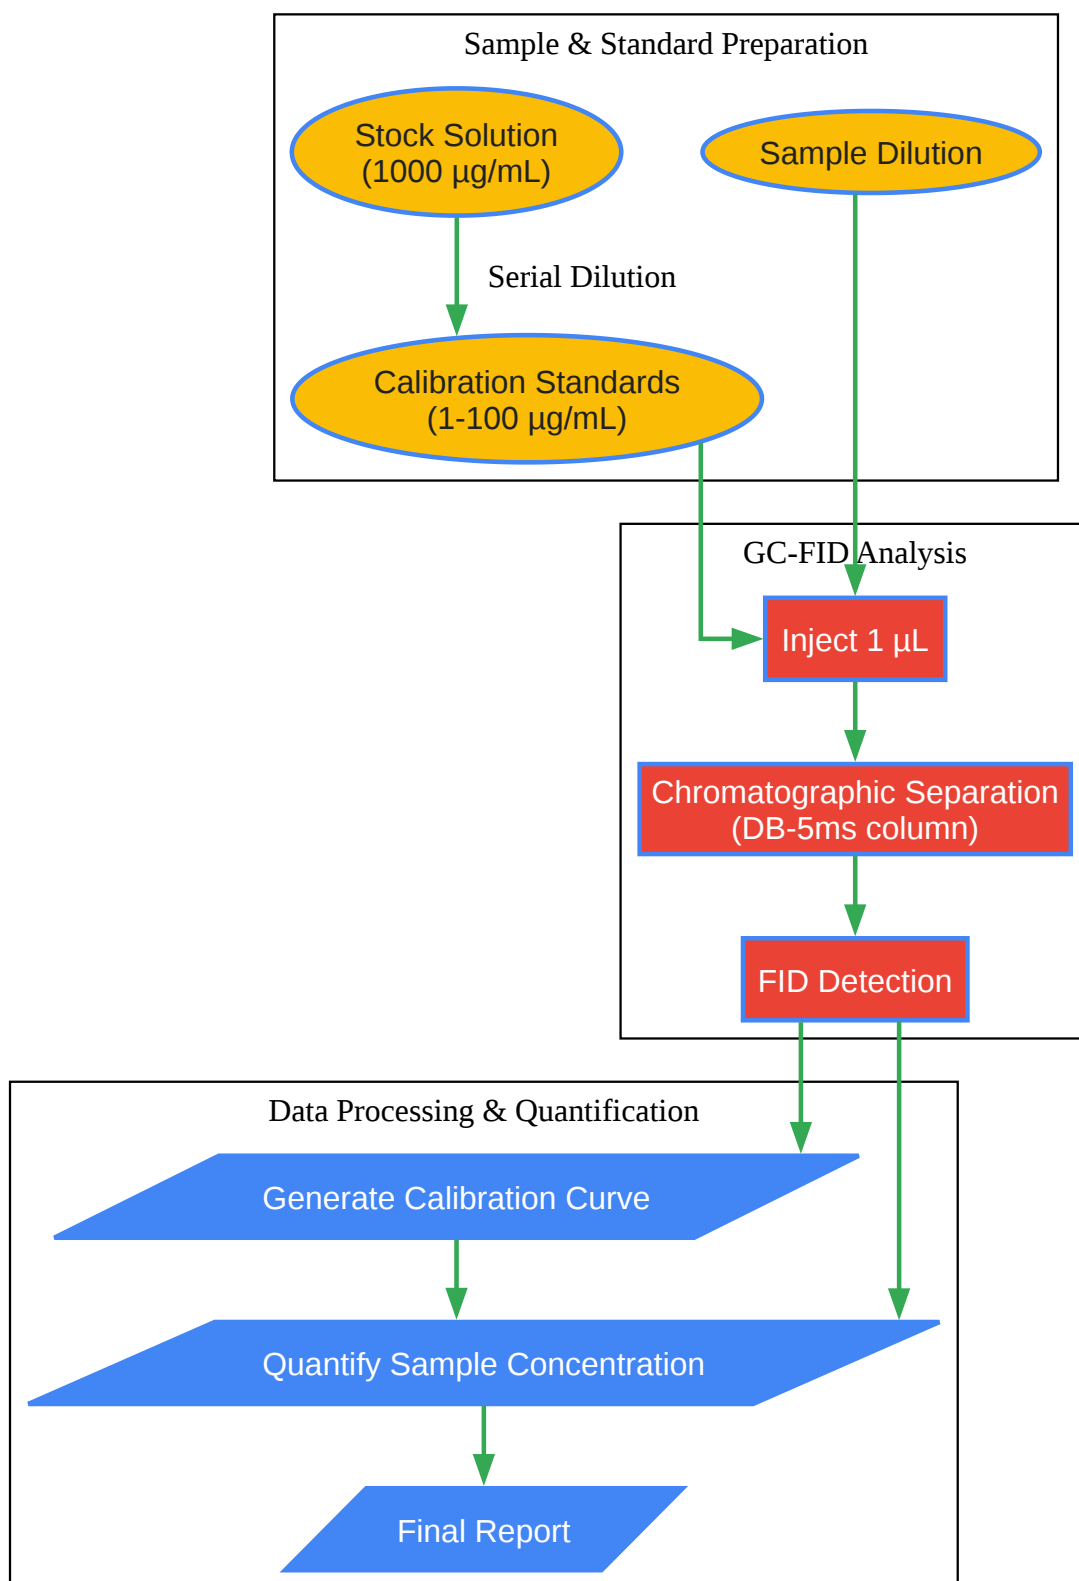 Sample & Standard Preparation
Stock Solution
(1000 µg/mL)
Sample Dilution
Serial Dilution
Calibration Standards
(1-100 µg/mL)
GC-FID Analysis
Inject 1 µL
Chromatographic Separation
(DB-5ms column)
FID Detection
Data Processing & Quantification
Generate Calibration Curve
Quantify Sample Concentration
Final Report